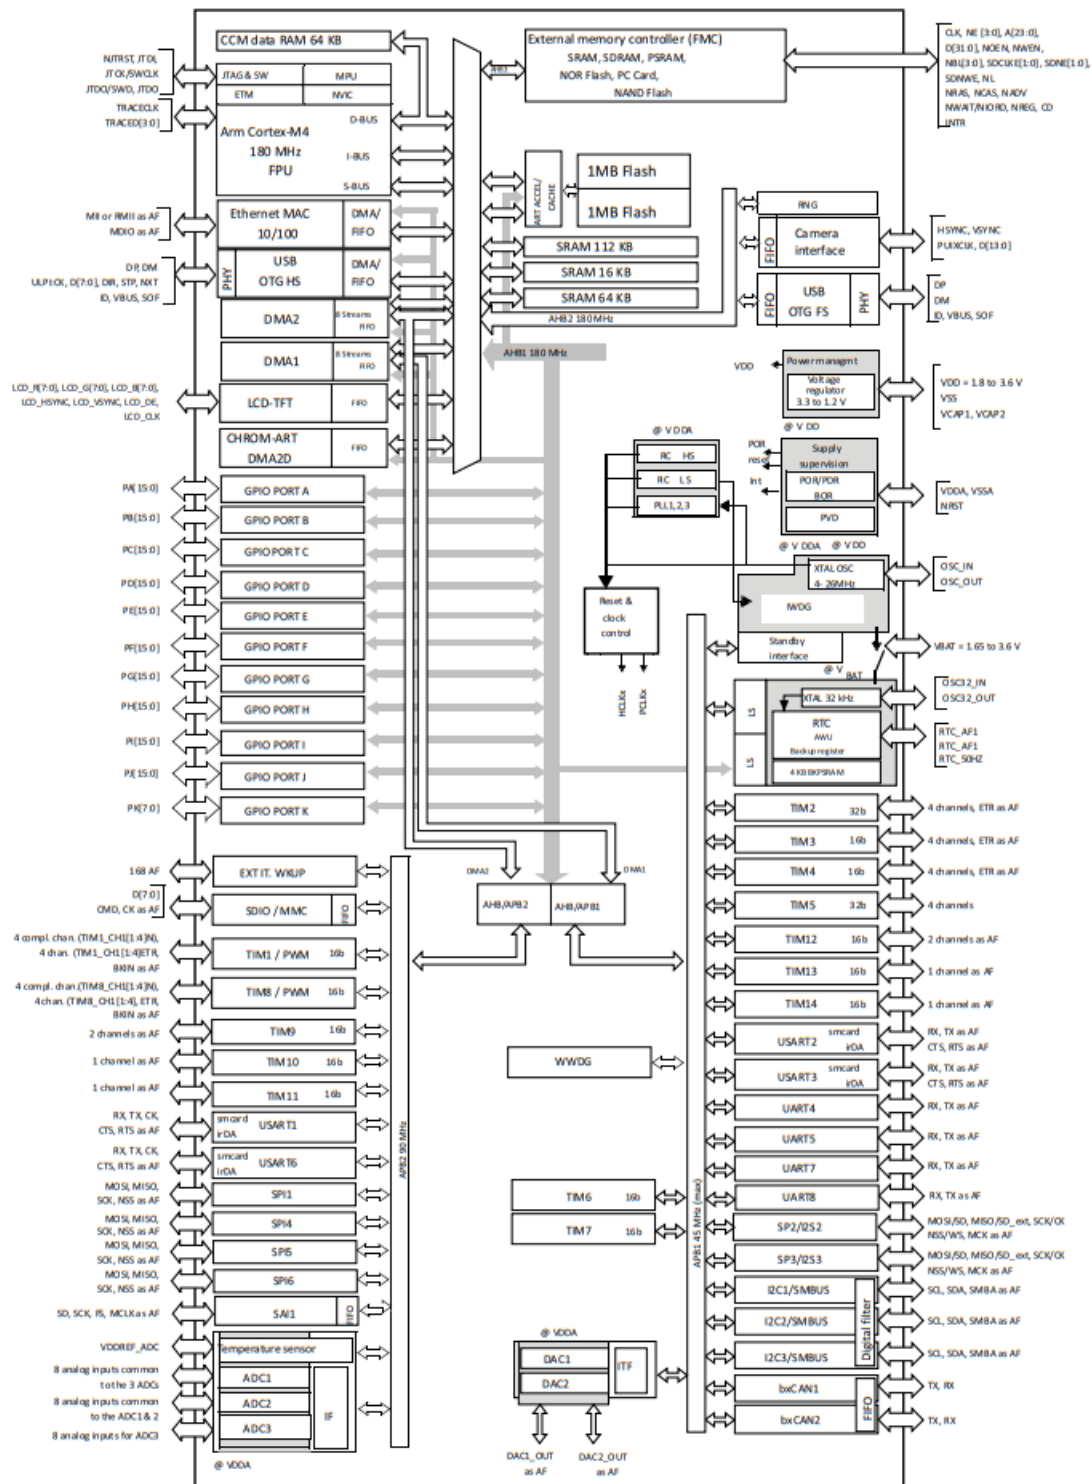 CCM data RAM 64 KB
External memory controller (FMC)
SRAM, SDRAM, PSRAM,
NOR Flash, PC Card,
NAND Flash
AHB3
CLK, NE [3:0], A[23:0],
D[31:0], NOEN, NWEN,
NBL[3:0], SDCLKE[1:0], SDNE[1:0],
SDNWE, NL
NRAS, NCAS, NADV
NWAIT/NIORD, NREG, CD
INTR
NJTRST, JTDI,
JTCK/SWCLK
JTDO/SWD, JTDO
TRACECLK
TRACED[3:0]
JTAG & SW
MPU
ETM
NVIC
D-BUS
Arm Cortex-M4
180 MHz
FPU
I-BUS
S-BUS
ART ACCEL/
CACHE
1MB Flash
1MB Flash
MII or RMII as AF
MDIO as AF
Ethernet MAC
10/100
DMA/
FIFO
DP, DM
ULPI:CK, D[7:0], DIR, STP, NXT
ID, VBUS, SOF
PHY
USB
OTG HS
DMA/
FIFO
SRAM 112 KB
SRAM 16 KB
SRAM 64 KB
AHB2 180MHz
AHB1 180 MHz
RNG
FIFO
Camera
interface
HSYNC, VSYNC
PUIXCLK, D[13:0]
FIFO
USB
OTG FS
PHY
DP
DM
ID, VBUS, SOF
DMA2
8 Streams
FIFO
DMA1
8 Streams
FIFO
LCD_R[7:0], LCD_G[7:0], LCD_B[7:0],
LCD_HSYNC, LCD_VSYNC, LCD_DE,
LCD_CLK
LCD-TFT
FIFO
CHROM-ART
DMA2D
FIFO
VDD
Power managmt
Voltage
regulator
3.3 to 1.2 V
VDD = 1.8 to 3.6 V
VSS
VCAP1, VCAP2
@ V DD
@ V DDA
RC HS
RC LS
PLL1,2,3
POR
reset
Int
Supply
supervision
POR/PDR
BOR
PVD
VDDA, VSSA
NRST
@ V DDA
@ V DD
XTAL OSC
4- 26MHz
OSC_IN
OSC_OUT
IWDG
Reset &
clock
control
HCLKx
PCLKx
Standby
interface
@ V
BAT
VBAT = 1.65 to 3.6 V
LS
LS
XTAL 32 kHz
RTC
AWU
Backup register
4 KB BKPSRAM
OSC32_IN
OSC32_OUT
RTC_AF1
RTC_AF1
RTC_50HZ
PA[15:0]
GPIO PORT A
PB[15:0]
GPIO PORT B
PC[15:0]
GPIO PORT C
PD[15:0]
GPIO PORT D
PE[15:0]
GPIO PORT E
PF[15:0]
GPIO PORT F
PG[15:0]
GPIO PORT G
PH[15:0]
GPIO PORT H
PI[15:0]
GPIO PORT I
PJ[15:0]
GPIO PORT J
PK[7:0]
GPIO PORT K
DMA2
DMA1
AHB/APB2
AHB/APB1
168 AF
EXT IT. WKUP
D[7:0]
CMD, CK as AF
SDIO / MMC
FIFO
4 compl. chan. (TIM1_CH1[1:4]N),
4 chan. (TIM1_CH1[1:4]ETR,
BKIN as AF
TIM1 / PWM
16b
4 compl. chan.(TIM8_CH1[1:4]N),
4 chan. (TIM8_CH1[1:4], ETR,
BKIN as AF
TIM8 / PWM
16b
2 channels as AF
TIM9
16b
1 channel as AF
TIM10
16b
1 channel as AF
TIM11
16b
RX, TX, CK,
CTS, RTS as AF
smcard
irDA
USART1
RX, TX, CK,
CTS, RTS as AF
smcard
irDA
USART6
MOSI, MISO,
SCK, NSS as AF
SPI1
MOSI, MISO,
SCK, NSS as AF
SPI4
MOSI, MISO,
SCK, NSS as AF
SPI5
MOSI, MISO,
SCK, NSS as AF
SPI6
SD, SCK, FS, MCLK as AF
SAI1
FIFO
VDDREF_ADC
Temperature sensor
8 analog inputs common
to the 3 ADCs
ADC1
8 analog inputs common
to the ADC1 & 2
ADC2
8 analog inputs for ADC3
ADC3
IF
@ VDDA
APB2 90 MHz
WWDG
TIM6
16b
TIM7
16b
@ VDDA
DAC1
DAC2
ITF
DAC1_OUT
as AF
DAC2_OUT
as AF
APB1 45 MHz (max)
TIM2
32b
4 channels, ETR as AF
TIM3
16b
4 channels, ETR as AF
TIM4
16b
4 channels, ETR as AF
TIM5
32b
4 channels
TIM12
16b
2 channels as AF
TIM13
16b
1 channel as AF
TIM14
16b
1 channel as AF
USART2
smcard
irDA
RX, TX as AF
CTS, RTS as AF
USART3
smcard
irDA
RX, TX as AF
CTS, RTS as AF
UART4
RX, TX as AF
UART5
RX, TX as AF
UART7
RX, TX as AF
UART8
RX, TX as AF
SP2/I2S2
MOSI/SD, MISO/SD_ext, SCK/CK
NSS/WS, MCK as AF
SP3/I2S3
MOSI/SD, MISO/SD_ext, SCK/CK
NSS/WS, MCK as AF
I2C1/SMBUS
SCL, SDA, SMBA as AF
I2C2/SMBUS
SCL, SDA, SMBA as AF
I2C3/SMBUS
SCL, SDA, SMBA as AF
Digital filter
bxCAN1
TX, RX
bxCAN2
TX, RX
FIFO